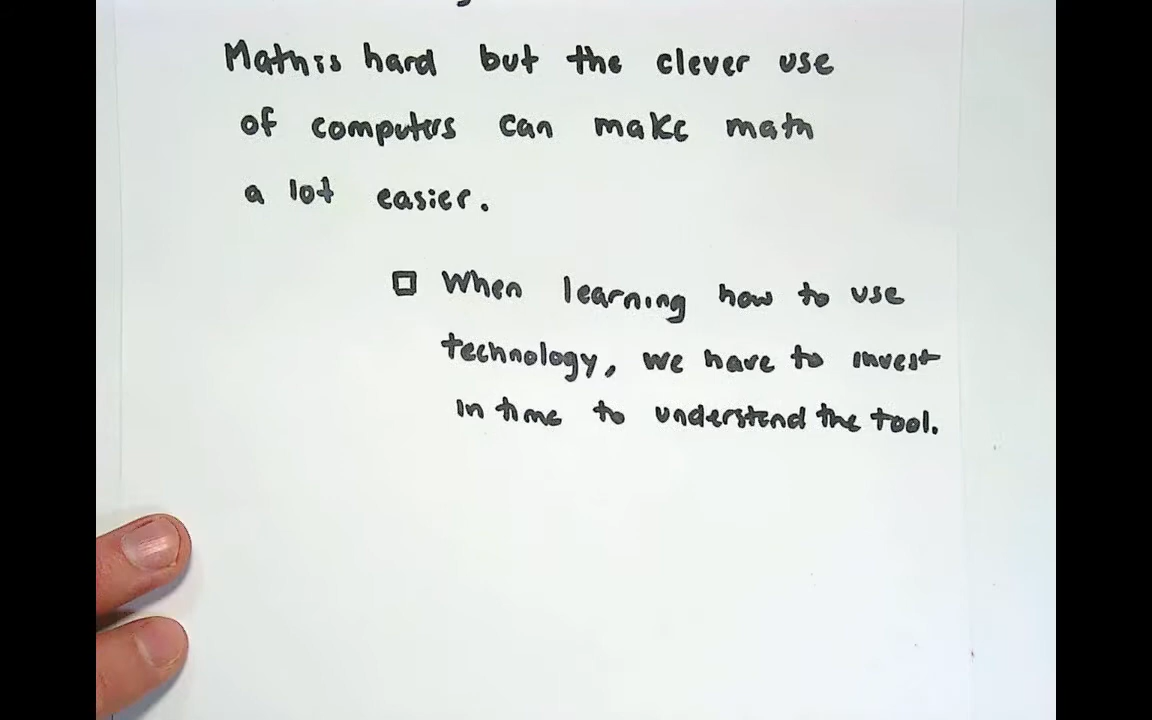 Math is hard but the clever use
of computers can make math
a lot easier.
When learning how to use
technology, we have to invest
in time to understand the tool.